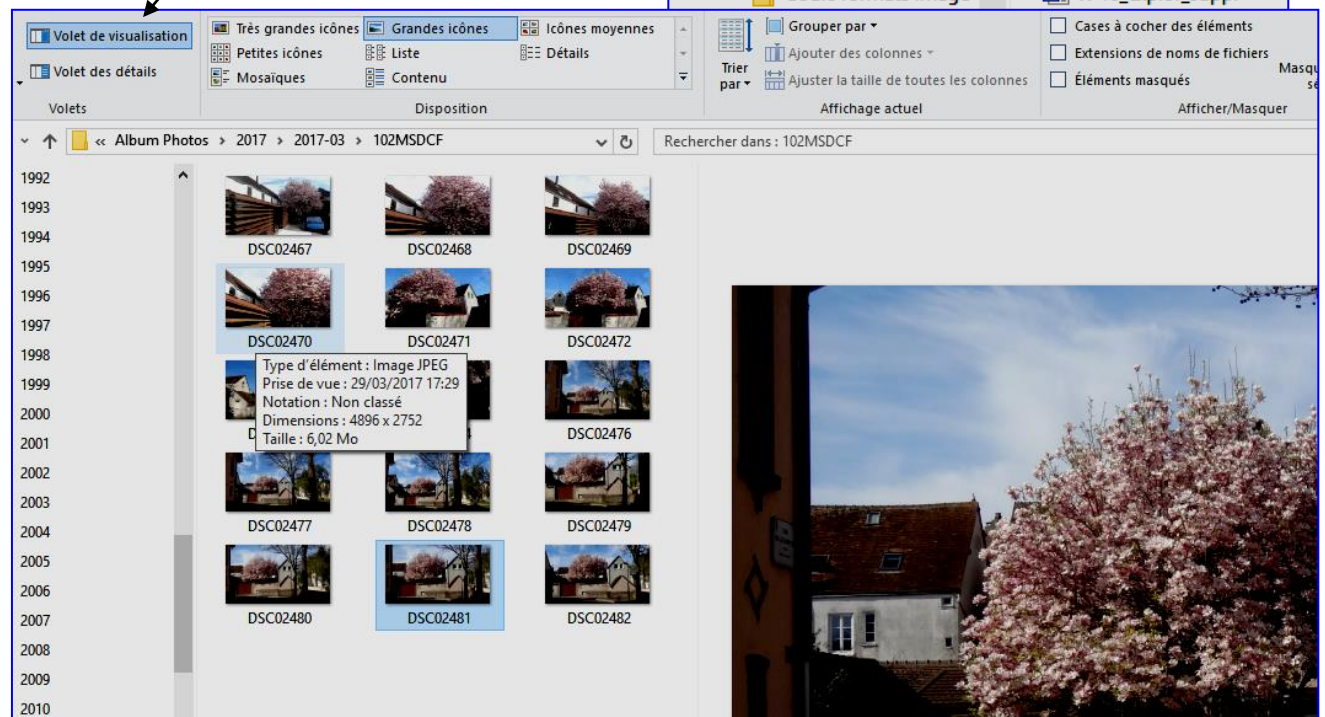 Volet de visualisation
Volet des détails
Volets
Très grandes icônes
Grandes icônes
Icônes moyennes
Petites icônes
Liste
Détails
Mosaïques
Contenu
Disposition
Trier
par
Grouper par
Ajouter des colonnes
Ajuster la taille de toutes les colonnes
Affichage actuel
Cases à cocher des éléments
Extensions de noms de fichiers
Éléments masqués
Afficher/Masquer
« Album Photos > 2017 > 2017-03 > 102MSDCF
Rechercher dans : 102MSDCF
1992
1993
1994
1995
1996
1997
1998
1999
2000
2001
2002
2003
2004
2005
2006
2007
2008
2009
2010
DSC02467
DSC02468
DSC02469
DSC02470
DSC02471
DSC02472
Type d'élément : Image JPEG
Prise de vue : 29/03/2017 17:29
Notation : Non classé
Dimensions : 4896 x 2752
Taille : 6,02 Mo
DSC02476
DSC02477
DSC02478
DSC02479
DSC02480
DSC02481
DSC02482